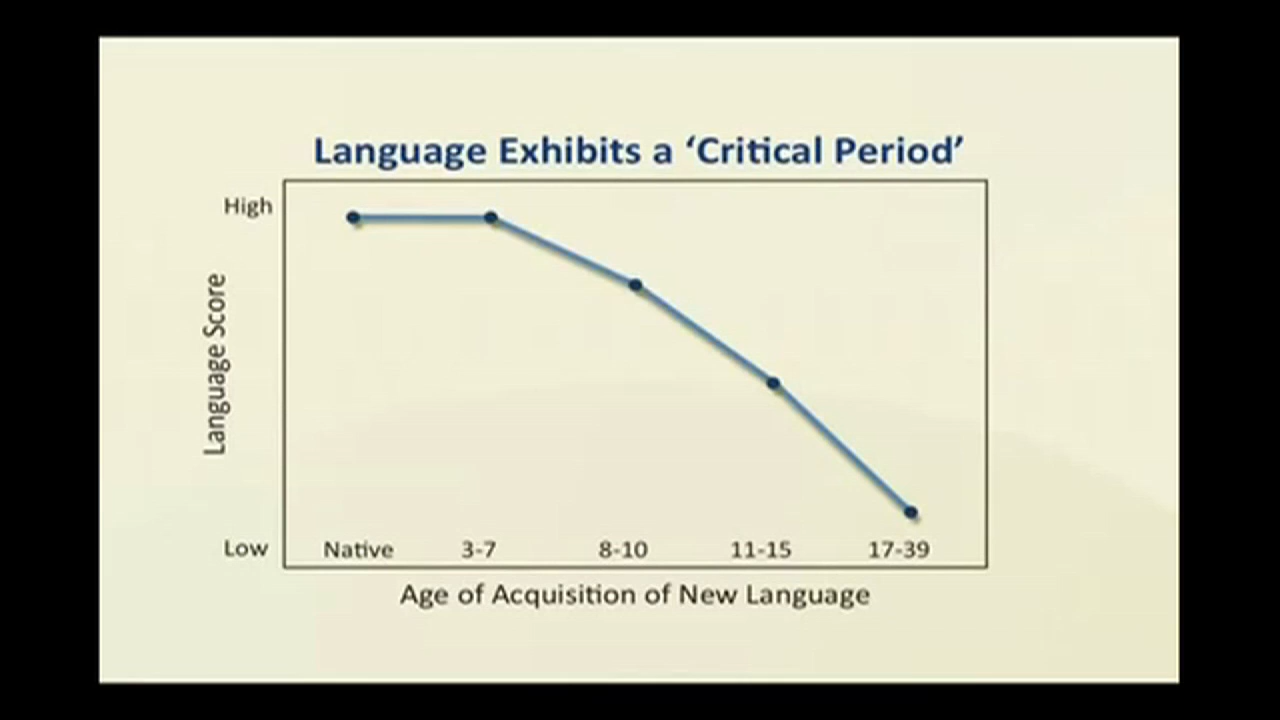 Language Exhibits a ‘Critical Period’
High
Language Score
Low
Native 3-7 8-10 11-15 17-39
Age of Acquisition of New Language